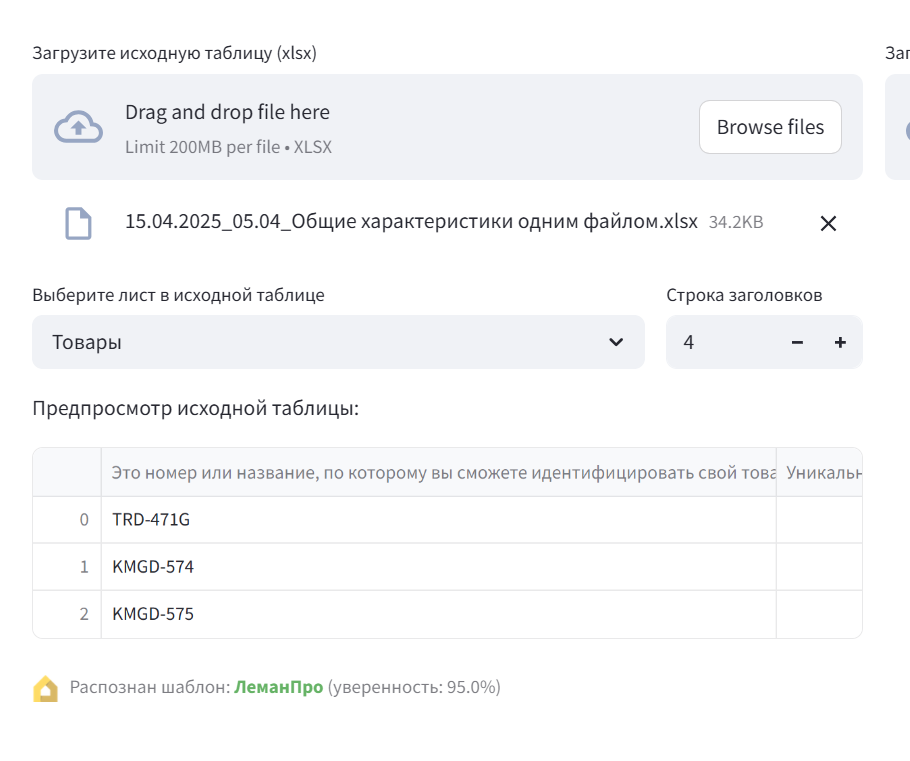 Загрузите исходную таблицу (xlsx)
Заг
Drag and drop file here
Limit 200MB per file • XLSX
Browse files
15.04.2025_05.04_Общие характеристики одним файлом.xlsx 34.2KB
Выберите лист в исходной таблице
Строка заголовков
Товары
4
Предпросмотр исходной таблицы:
Это номер или название, по которому вы сможете идентифицировать свой това Уникальн
0 TRD-471G
1 KMGD-574
2 KMGD-575
Распознан шаблон: ЛеманПро (уверенность: 95.0%)